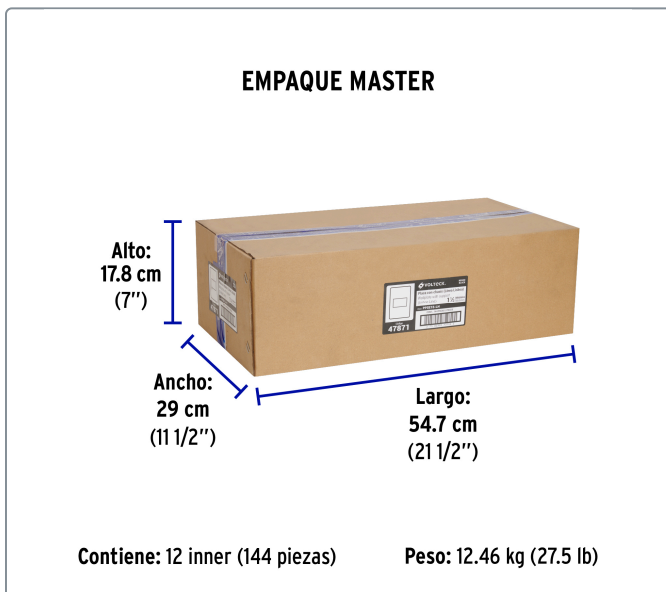 EMPAQUE MASTER
Alto:
17.8 cm
(7’’)
VOLTECK.
47871
Ancho:
29 cm
(11 1/2’’)
Largo:
54.7 cm
(21 1/2’’)
Contiene: 12 inner (144 piezas)
Peso: 12.46 kg (27.5 lb)